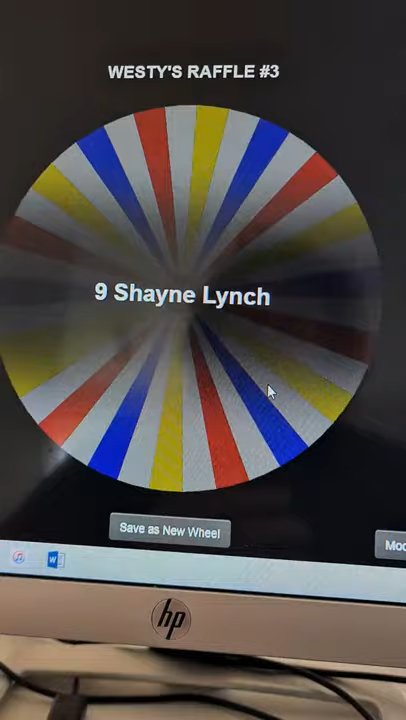 WESTY'S RAFFLE #3
9 Shayne Lynch
Save as New Wheel
W
hp